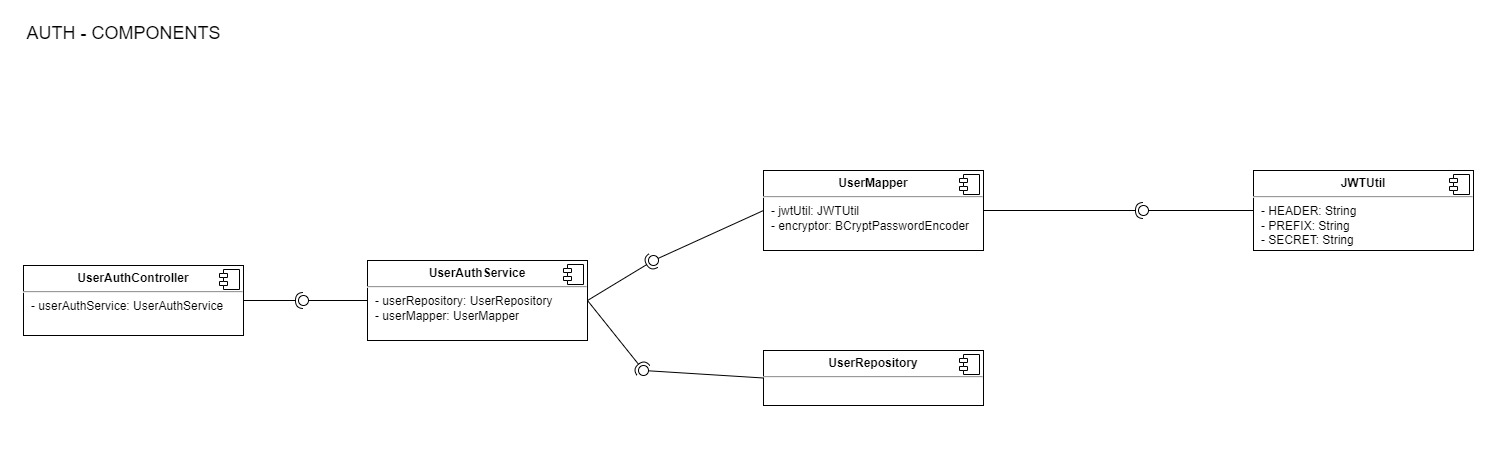 AUTH - COMPONENTS
UserMapper
- jwtUtil: JWTUtil
- encryptor: BCryptPasswordEncoder
JWTUtil
- HEADER: String
- PREFIX: String
- SECRET: String
UserAuthController
- userAuthService: UserAuthService
UserAuthService
- userRepository: UserRepository
- userMapper: UserMapper
UserRepository